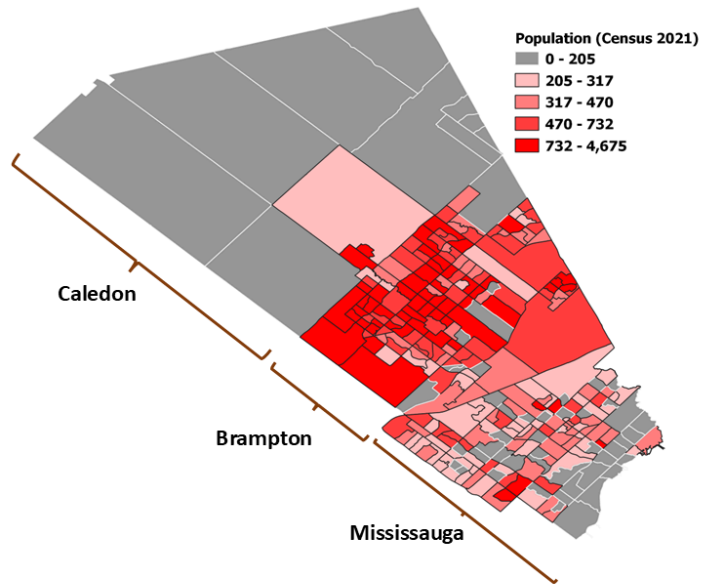 Population (Census 2021)
0 - 205
205 - 317
317 - 470
470 - 732
732 - 4,675
Caledon
Brampton
Mississauga